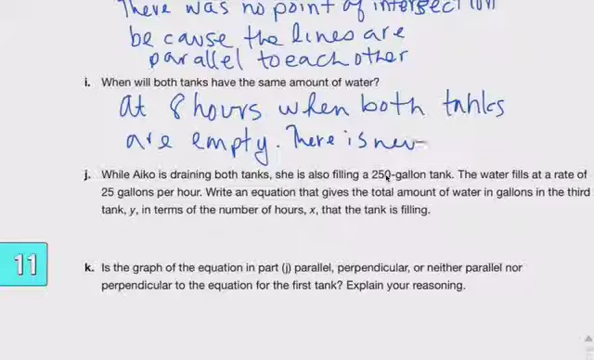 There was no point of intersection
because the lines are
parallel to each other
i. When will both tanks have the same amount of water?
at 8 hours when both tanks
are empty. There is nev
j. While Aiko is draining both tanks, she is also filling a 250-gallon tank. The water fills at a rate of
25 gallons per hour. Write an equation that gives the total amount of water in gallons in the third
tank, y, in terms of the number of hours, x, that the tank is filling.
11
k. Is the graph of the equation in part (j) parallel, perpendicular, or neither parallel nor
perpendicular to the equation for the first tank? Explain your reasoning.